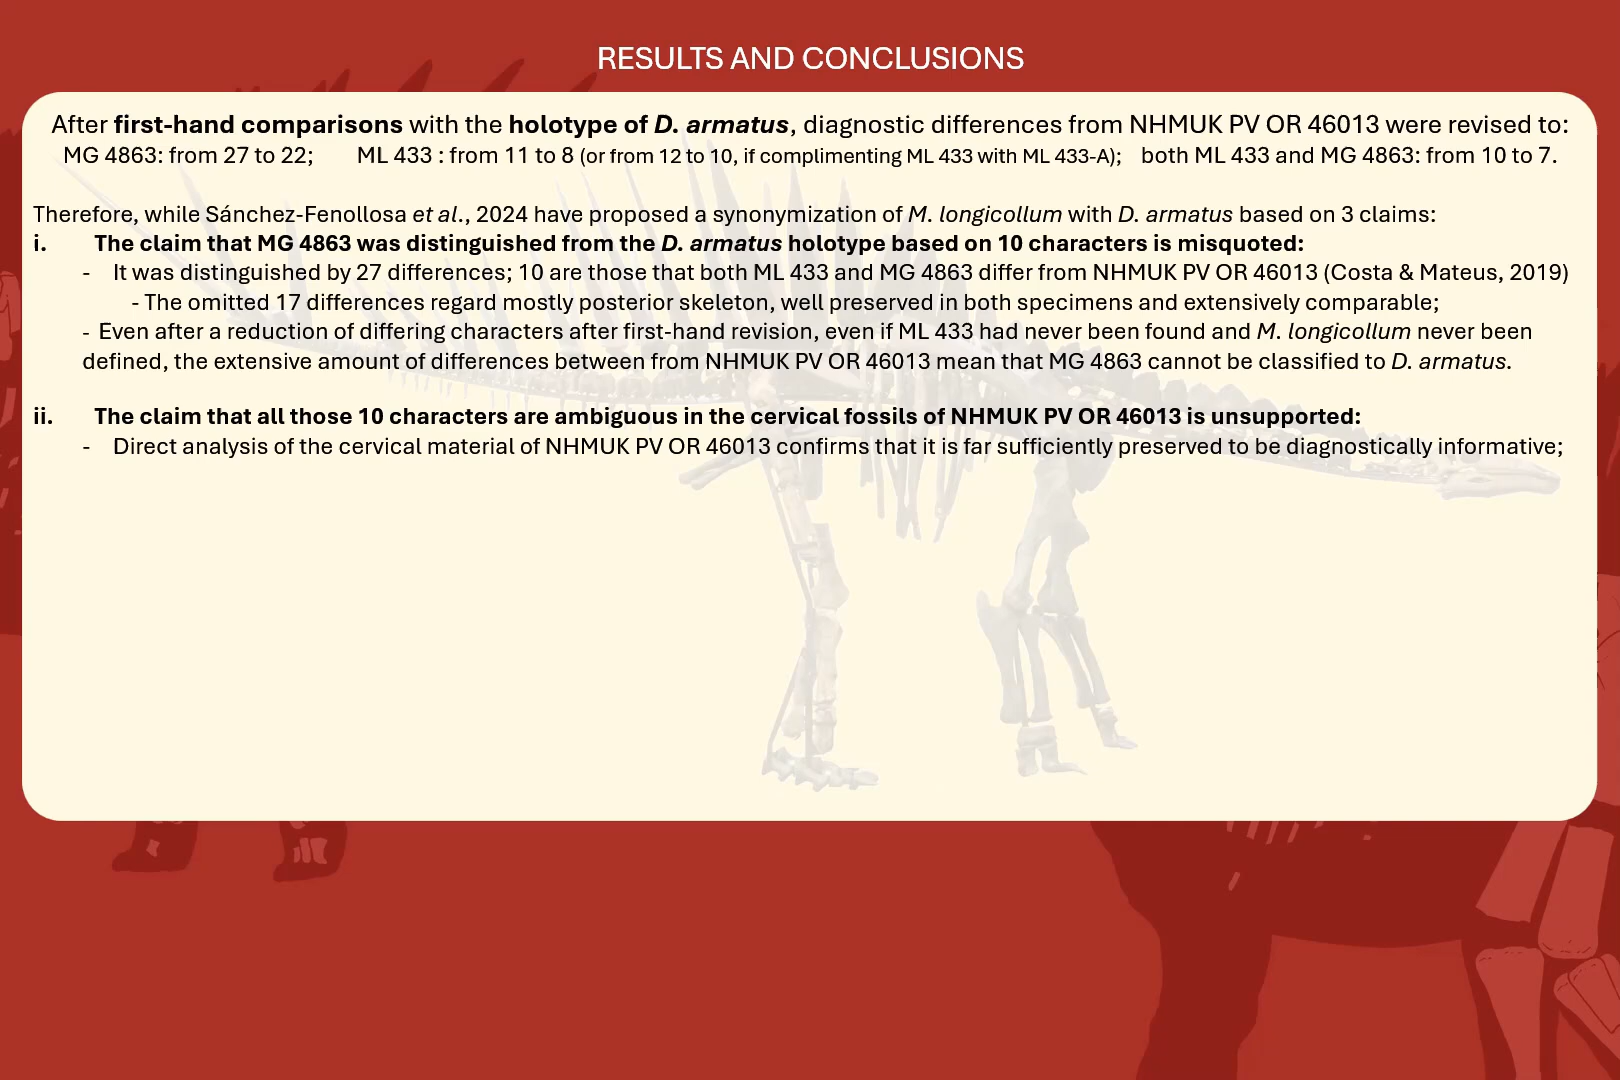 RESULTS AND CONCLUSIONS
After first-hand comparisons with the holotype of D. armatus, diagnostic differences from NHMUK PV OR 46013 were revised to:
MG 4863: from 27 to 22; ML 433 : from 11 to 8 (or from 12 to 10, if complimenting ML 433 with ML 433-A); both ML 433 and MG 4863: from 10 to 7.
Therefore, while Sánchez-Fenollosa et al., 2024 have proposed a synonymization of M. longicollum with D. armatus based on 3 claims:
i. The claim that MG 4863 was distinguished from the D. armatus holotype based on 10 characters is misquoted:
- It was distinguished by 27 differences; 10 are those that both ML 433 and MG 4863 differ from NHMUK PV OR 46013 (Costa & Mateus, 2019)
- The omitted 17 differences regard mostly posterior skeleton, well preserved in both specimens and extensively comparable;
- Even after a reduction of differing characters after first-hand revision, even if ML 433 had never been found and M. longicollum never been
defined, the extensive amount of differences between from NHMUK PV OR 46013 mean that MG 4863 cannot be classified to D. armatus.
ii. The claim that all those 10 characters are ambiguous in the cervical fossils of NHMUK PV OR 46013 is unsupported:
- Direct analysis of the cervical material of NHMUK PV OR 46013 confirms that it is far sufficiently preserved to be diagnostically informative;